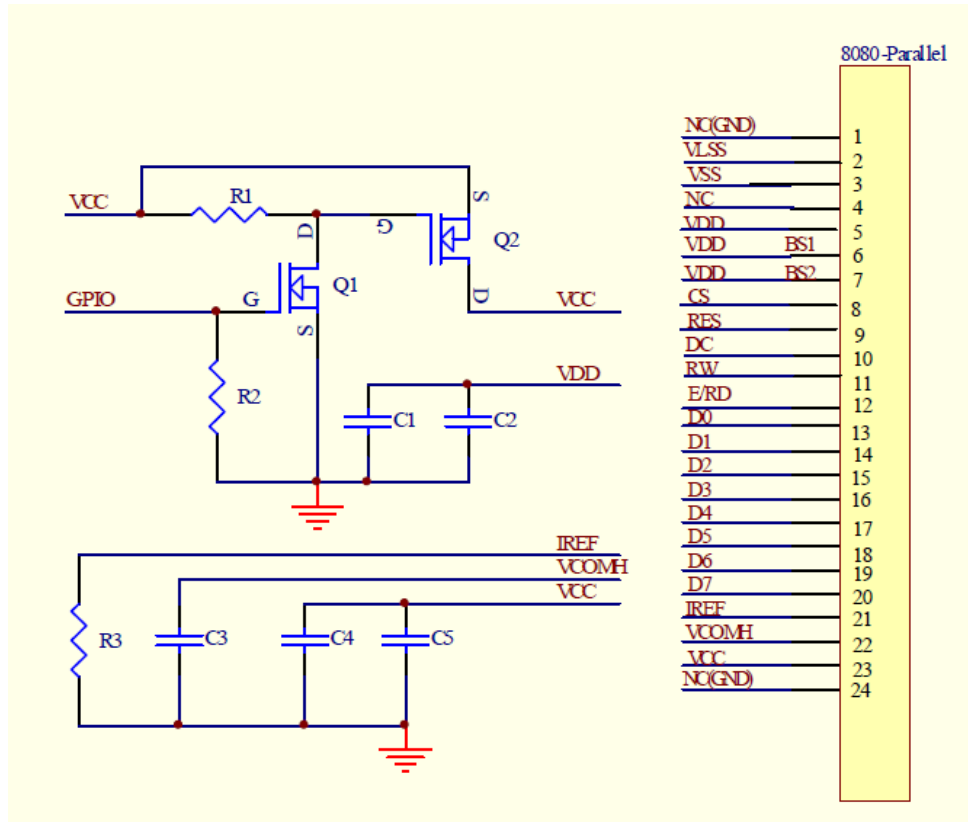 8080-Parallel
NC(GND) 1
VLSS 2
VSS 3
NC 4
VDD 5
VDD BS1 6
VDD BS2 7
CS 8
RES 9
DC 10
RW 11
E/RD 12
D0 13
D1 14
D2 15
D3 16
D4 17
D5 18
D6 19
D7 20
IREF 21
VCOMH 22
VCC 23
NC(GND) 24
VCC
R1
S
D
G
Q2
GPIO
G
Q1
D
VCC
S
R2
VDD
C1
C2
IREF
VCOMH
VCC
R3
C3
C4
C5